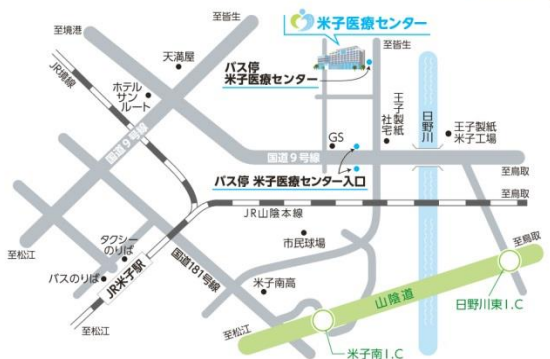 米子医療センター
至皆生
至境港
至皆生
天満屋
JR境線
バス停
米子医療センター
ホテル
サン
ルート
王子製紙
社宅
日野川
王子製紙
米子工場
GS
国道9号線
国道9号線
至鳥取
バス停 米子医療センター入口
至鳥取
JR山陰本線
至松江
タクシー
のりば
市民球場
国道181号線
至鳥取
バスのりば
JR米子駅
米子南高
山陰道
日野川東I.C
至松江
至松江
米子南I.C